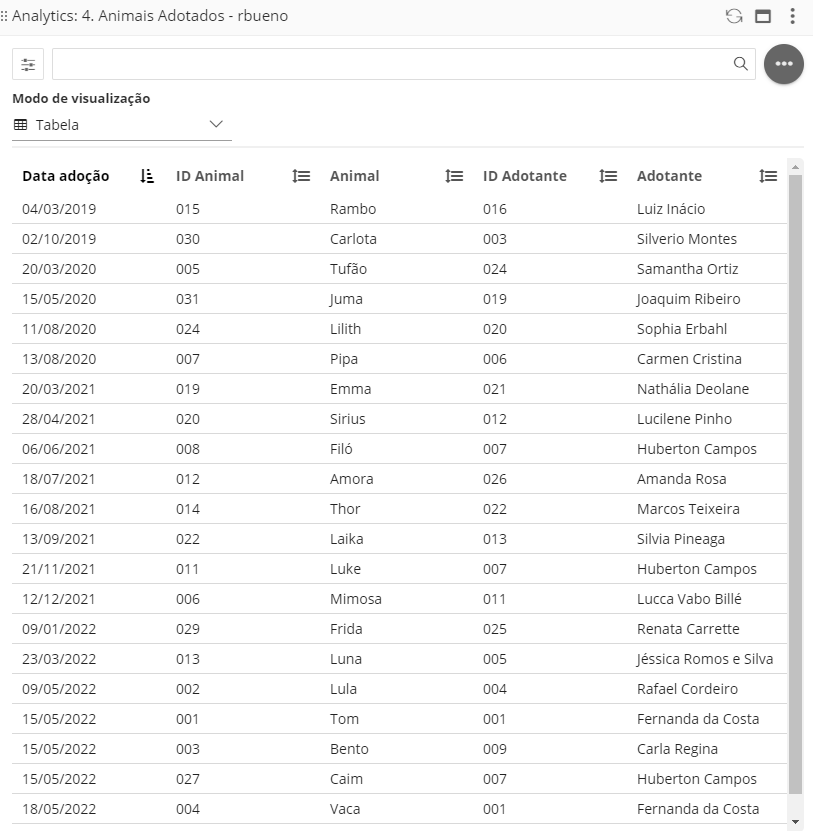 Analytics: 4. Animais Adotados - rbueno
Modo de visualização
Tabela
Data adoção ID Animal Animal ID Adotante Adotante
04/03/2019 015 Rambo 016 Luiz Inácio
02/10/2019 030 Carlota 003 Silverio Montes
20/03/2020 005 Tufão 024 Samantha Ortiz
15/05/2020 031 Juma 019 Joaquim Ribeiro
11/08/2020 024 Lilith 020 Sophia Erbahl
13/08/2020 007 Pipa 006 Carmen Cristina
20/03/2021 019 Emma 021 Nathália Deolane
28/04/2021 020 Sirius 012 Lucilene Pinho
06/06/2021 008 Filó 007 Huberton Campos
18/07/2021 012 Amora 026 Amanda Rosa
16/08/2021 014 Thor 022 Marcos Teixeira
13/09/2021 022 Laika 013 Silvia Pineaga
21/11/2021 011 Luke 007 Huberton Campos
12/12/2021 006 Mimosa 011 Lucca Vabo Billé
09/01/2022 029 Frida 025 Renata Carrette
23/03/2022 013 Luna 005 Jéssica Romos e Silva
09/05/2022 002 Lula 004 Rafael Cordeiro
15/05/2022 001 Tom 001 Fernanda da Costa
15/05/2022 003 Bento 009 Carla Regina
15/05/2022 027 Caim 007 Huberton Campos
18/05/2022 004 Vaca 001 Fernanda da Costa